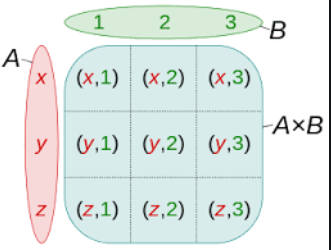 1 2 3
B
A
x (x,1) (x,2) (x,3)
y (y,1) (y,2) (y,3) A×B
z (z,1) (z,2) (z,3)